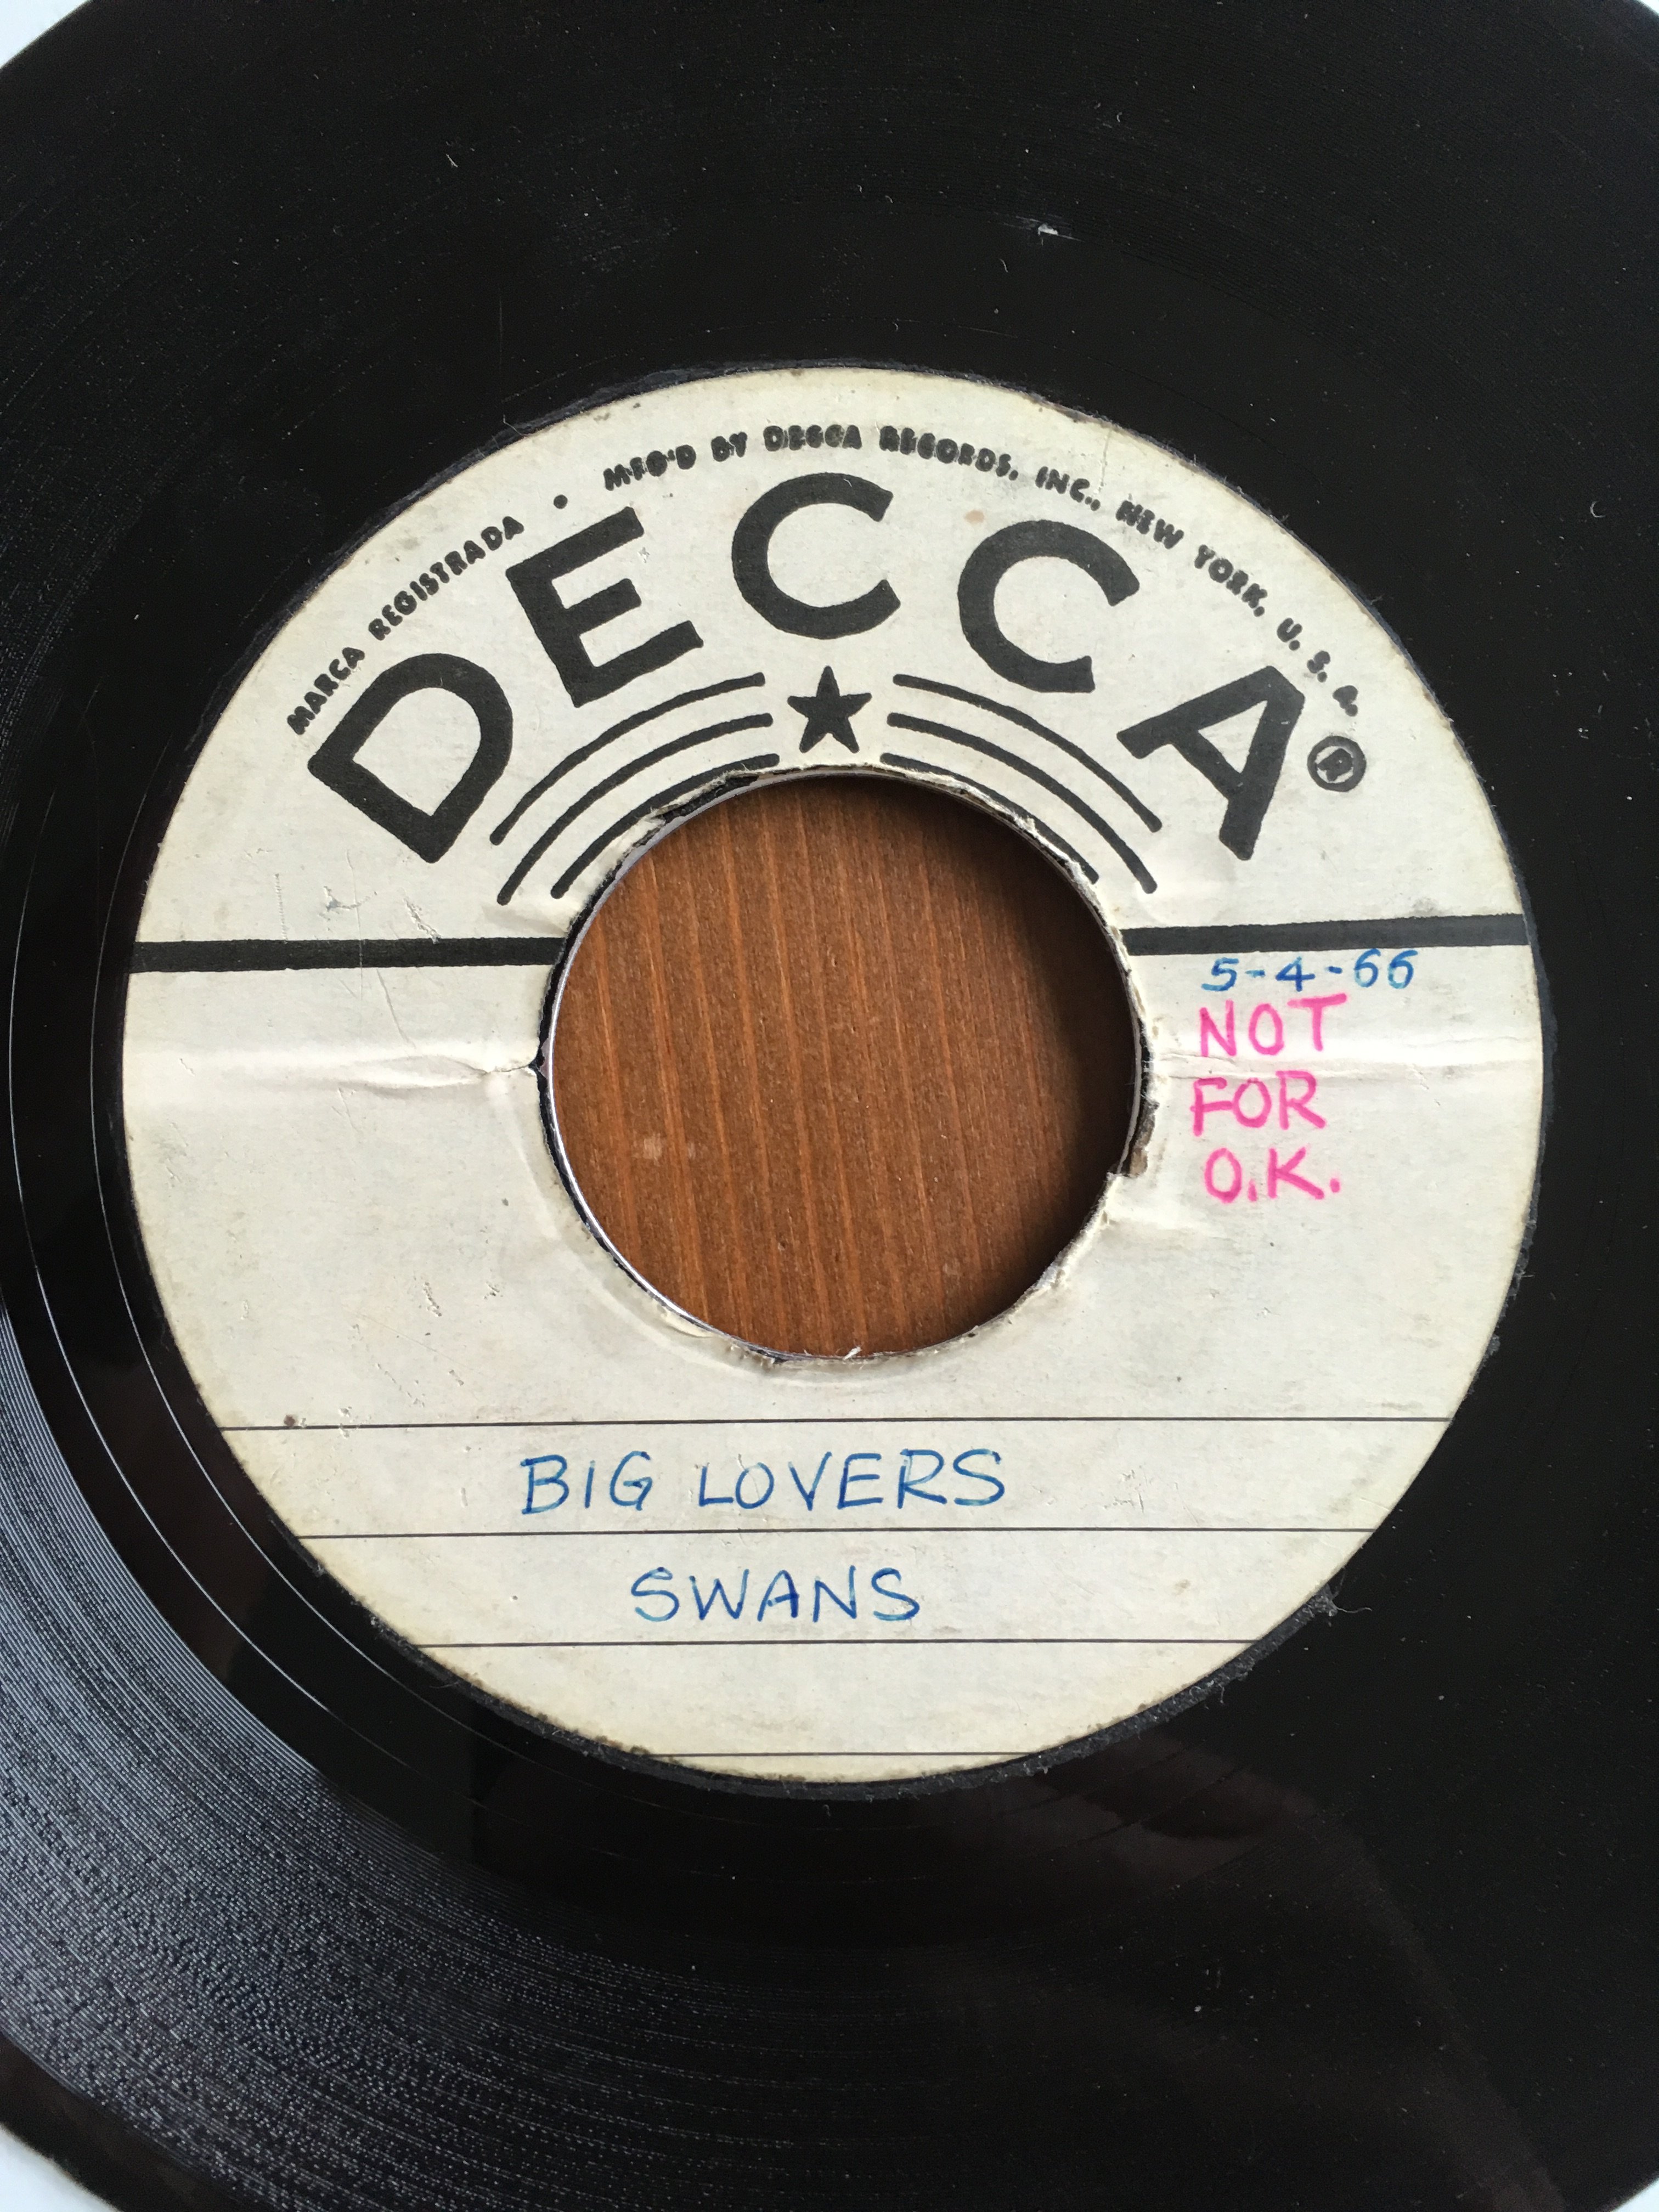 MARCA REGISTRADA • MFG'D BY DECCA RECORDS, INC., NEW YORK, U. S. A.
DECCA®
5-4-66
NOT
FOR
O.K.
BIG LOVERS
SWANS